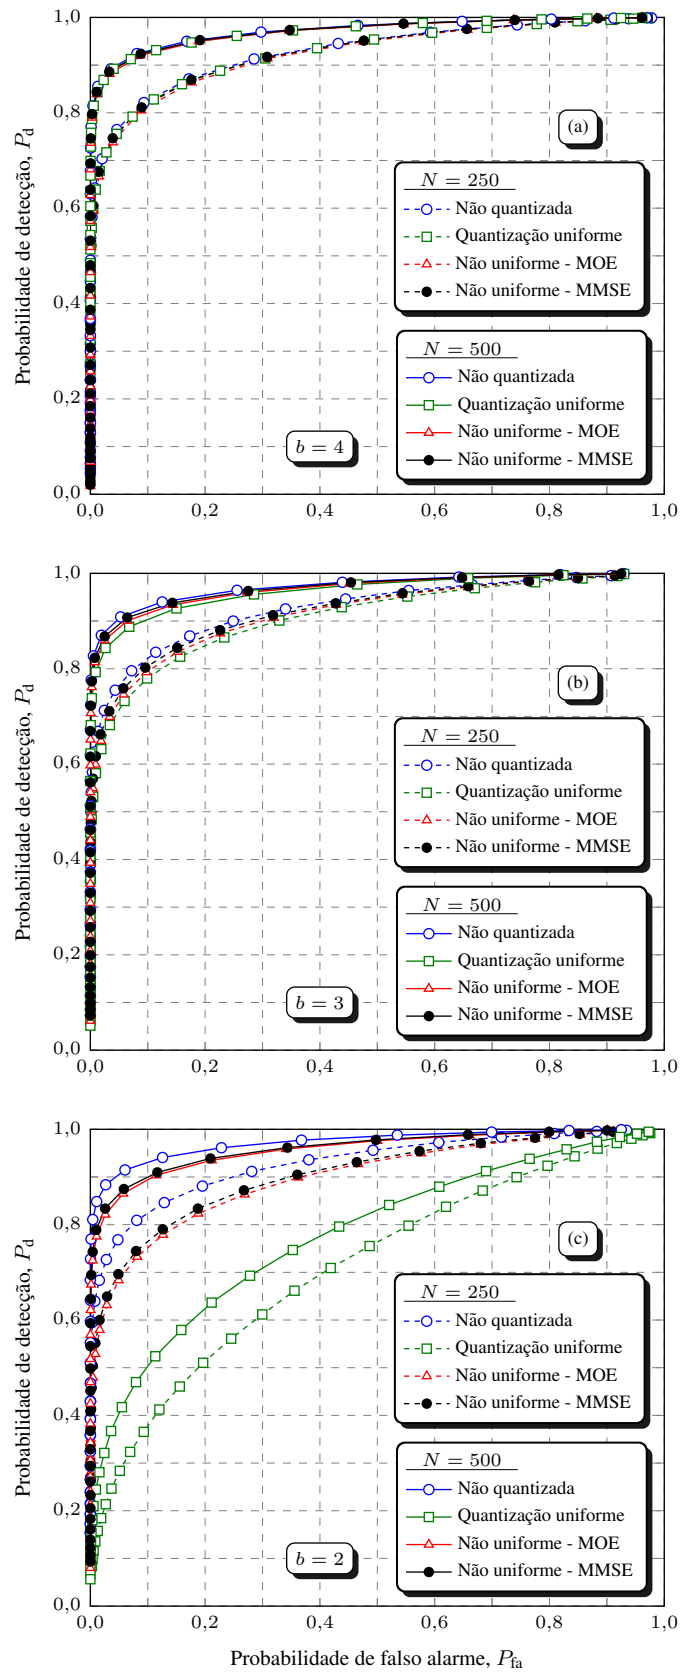 1,0
0,8
0,6
0,4
0,2
0,0
Probabilidade de detecção, P_d
(a)
N = 250
Não quantizada
Quantização uniforme
Não uniforme - MOE
Não uniforme - MMSE
N = 500
Não quantizada
Quantização uniforme
Não uniforme - MOE
Não uniforme - MMSE
b = 4
0,0 0,2 0,4 0,6 0,8 1,0
1,0
0,8
0,6
0,4
0,2
0,0
Probabilidade de detecção, P_d
(b)
N = 250
Não quantizada
Quantização uniforme
Não uniforme - MOE
Não uniforme - MMSE
N = 500
Não quantizada
Quantização uniforme
Não uniforme - MOE
Não uniforme - MMSE
b = 3
0,0 0,2 0,4 0,6 0,8 1,0
1,0
0,8
0,6
0,4
0,2
0,0
Probabilidade de detecção, P_d
(c)
N = 250
Não quantizada
Quantização uniforme
Não uniforme - MOE
Não uniforme - MMSE
N = 500
Não quantizada
Quantização uniforme
Não uniforme - MOE
Não uniforme - MMSE
b = 2
0,0 0,2 0,4 0,6 0,8 1,0
Probabilidade de falso alarme, P_fa